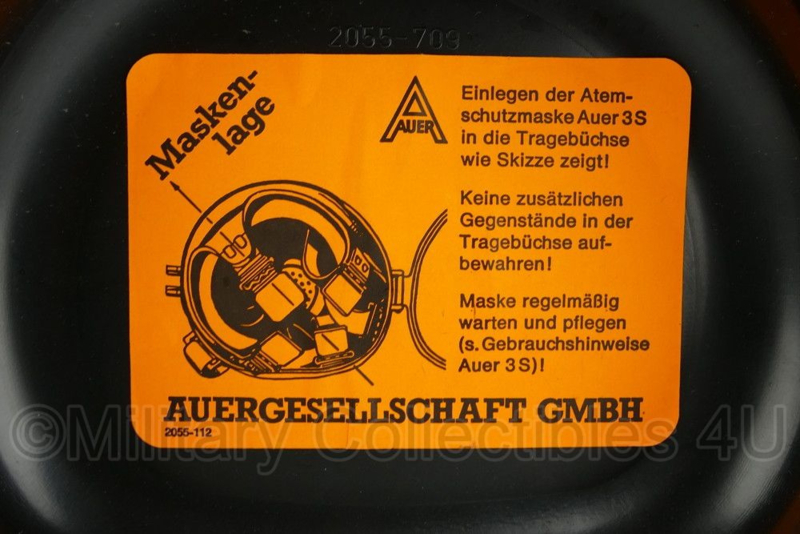 2055-709
Masken-
lage
AUER
Einlegen der Atem-
schutzmaske Auer 3S
in die Tragebüchse
wie Skizze zeigt!
Keine zusätzlichen
Gegenstände in der
Tragebüchse auf-
bewahren!
Maske regelmäßig
warten und pflegen
(s. Gebrauchshinweise
Auer 3S)!
AUERGESELLSCHAFT GMBH
2055-112
©Military Collectibles 4U